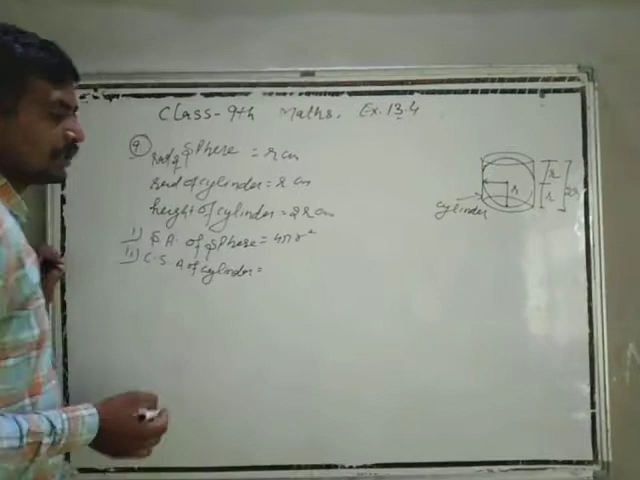 Class-9th Maths. Ex. 13.4
9
rad of Sphere = r cm
rad of cylinder = r cm
height of cylinder = 2r cm
i) S.A. of Sphere = 4πr²
ii) C.S.A of cylinder =
r
r
r
2r
cylinder